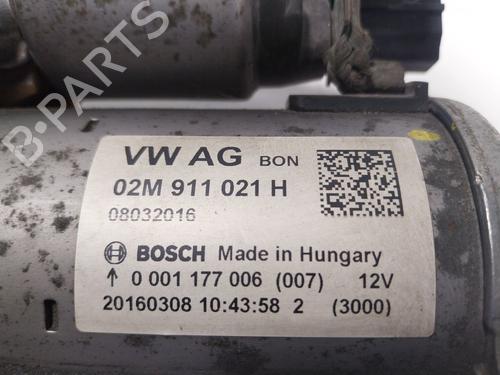 B-PARTS
VW AG BON
02M 911 021 H
08032016
BOSCH Made in Hungary
↑ 0 001 177 006 (007) 12V
20160308 10:43:58 2 (3000)